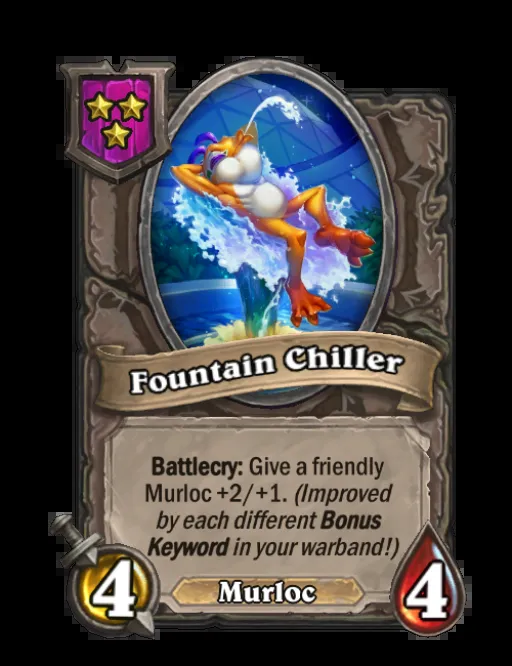 Fountain Chiller
Battlecry: Give a friendly
Murloc +2/+1. (Improved
by each different Bonus
Keyword in your warband!)
4
Murloc
4